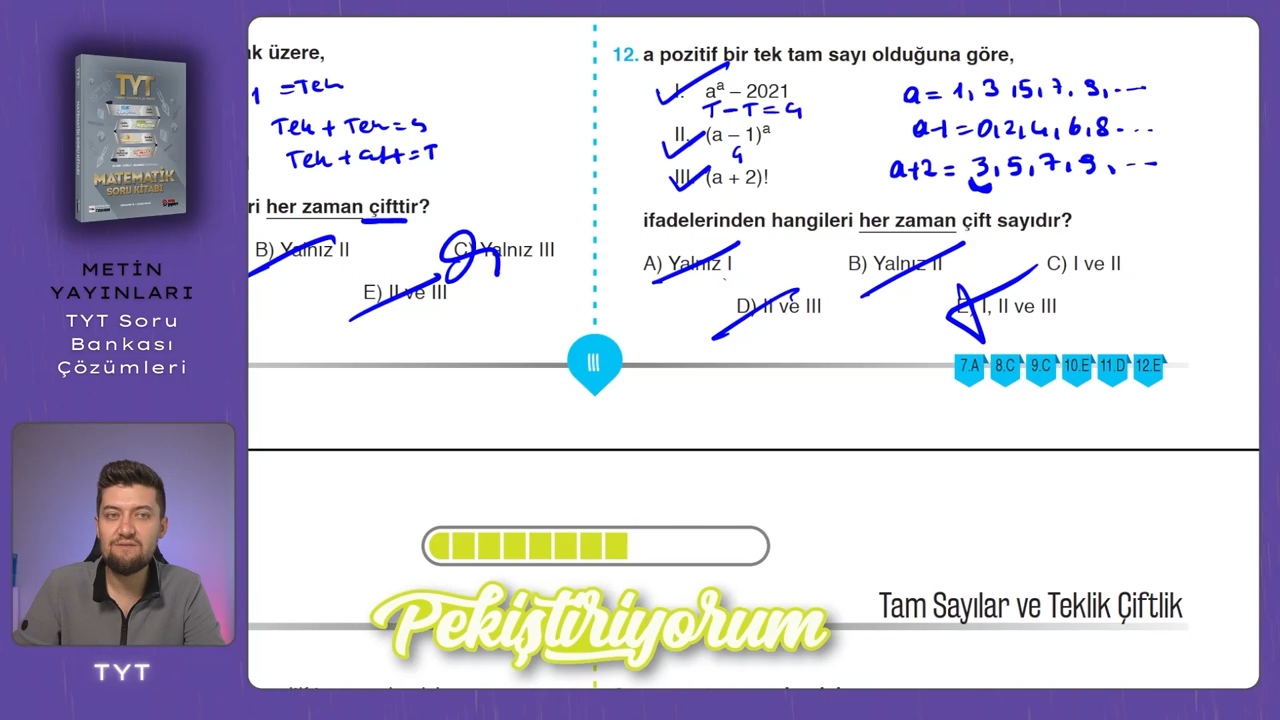 TYT
MATEMATİK
SORU KİTABI
METİN
YAYINLARI
TYT Soru
Bankası
Çözümleri
TYT
k üzere,
1 = Tek
Tek + Tek = Ç
Tek + çift = T
ri her zaman çifttir?
B) Yalnız II
C) Yalnız III
E) II ve III
12. a pozitif bir tek tam sayı olduğuna göre,
I. aᵃ – 2021
T – T = Ç
II. (a – 1)ᵃ
Ç
III. (a + 2)!
a = 1, 3, 5, 7, 9, ...
a-1 = 0, 2, 4, 6, 8 ...
a+2 = 3, 5, 7, 9, ...
ifadelerinden hangileri her zaman çift sayıdır?
A) Yalnız I
B) Yalnız II
C) I ve II
D) II ve III
E) I, II ve III
III
7.A 8.C 9.C 10.E 11.D 12.E
Pekiştiriyorum
Tam Sayılar ve Teklik Çiftlik